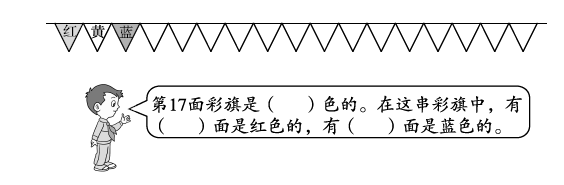 红 黄 蓝
第17面彩旗是（    ）色的。在这串彩旗中，有
（    ）面是红色的，有（    ）面是蓝色的。